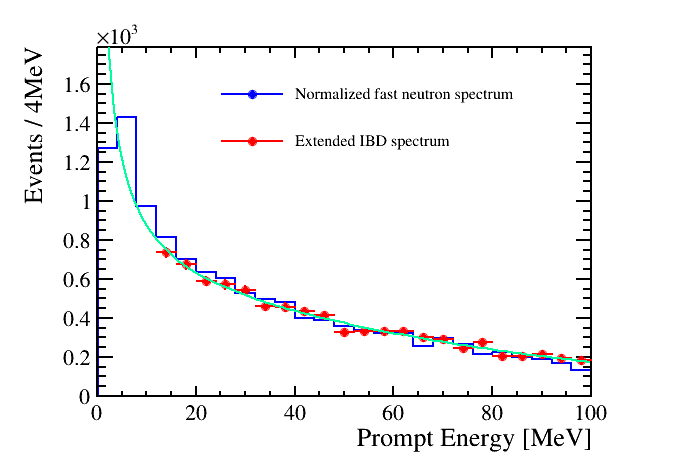 ×10³
Events / 4MeV
1.6
1.4
1.2
1
0.8
0.6
0.4
0.2
0
Normalized fast neutron spectrum
Extended IBD spectrum
0 20 40 60 80 100
Prompt Energy [MeV]